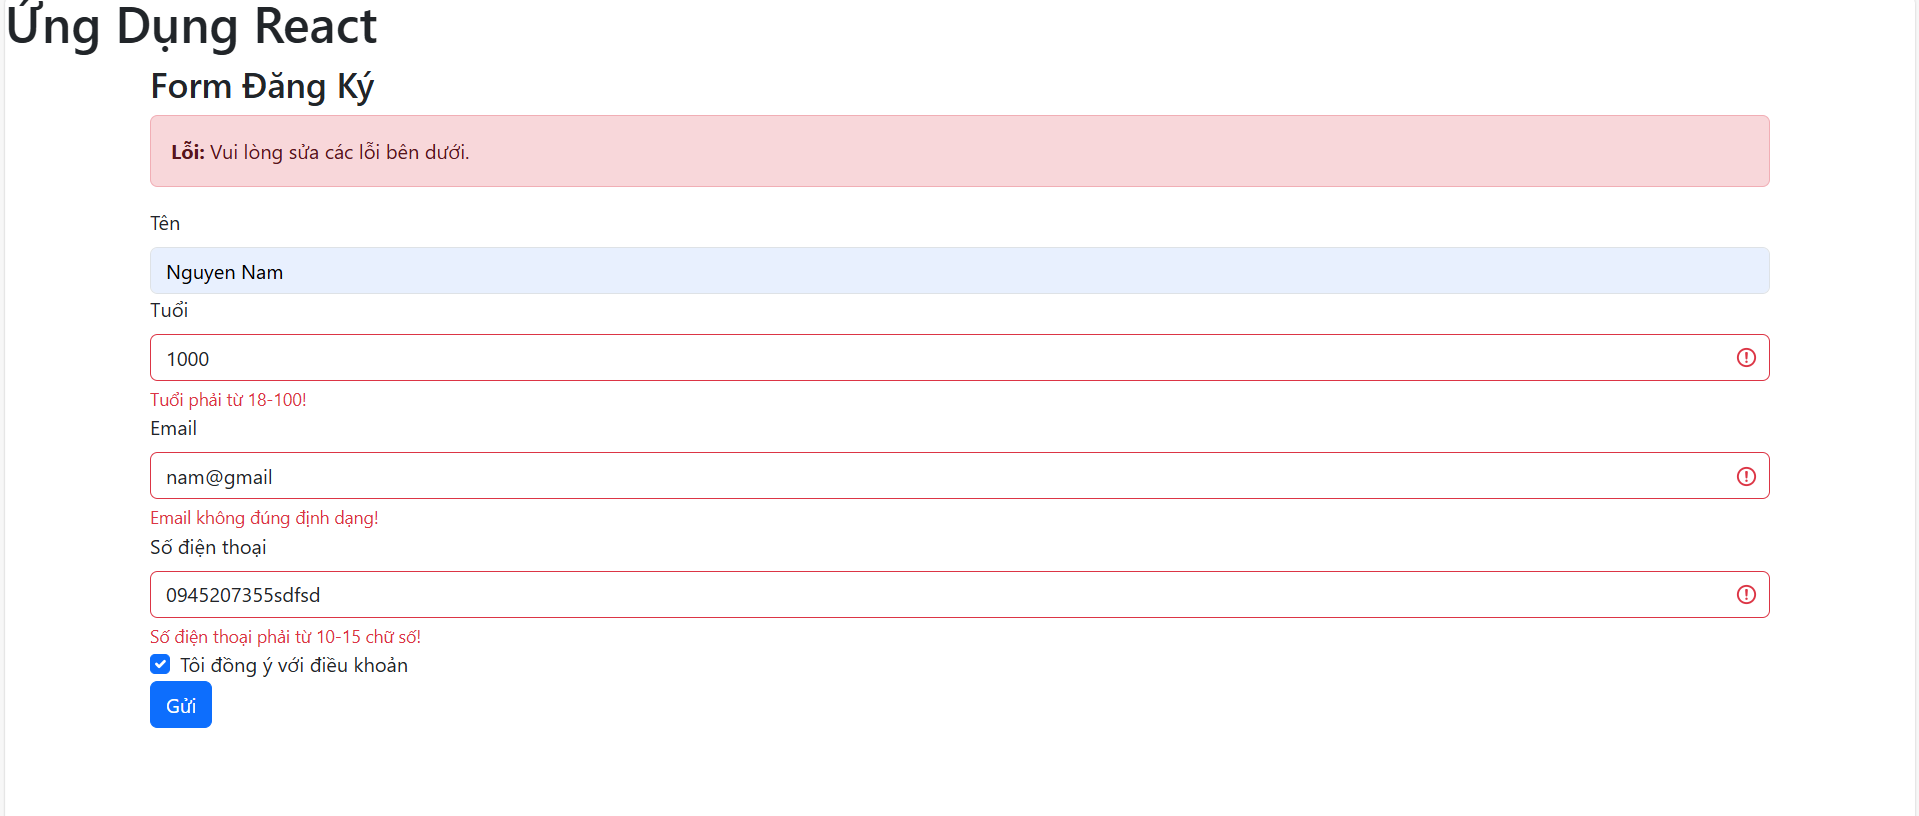 Ứng Dụng React
Form Đăng Ký
Lỗi: Vui lòng sửa các lỗi bên dưới.
Tên
Nguyen Nam
Tuổi
1000
Tuổi phải từ 18-100!
Email
nam@gmail
Email không đúng định dạng!
Số điện thoại
0945207355sdfsd
Số điện thoại phải từ 10-15 chữ số!
Tôi đồng ý với điều khoản
Gửi